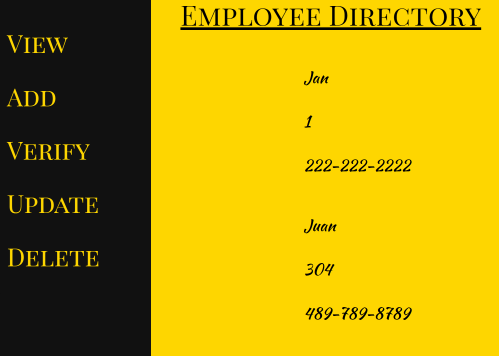 View
Add
Verify
Update
Delete
Employee Directory
Jan
1
222-222-2222
Juan
304
489-789-8789